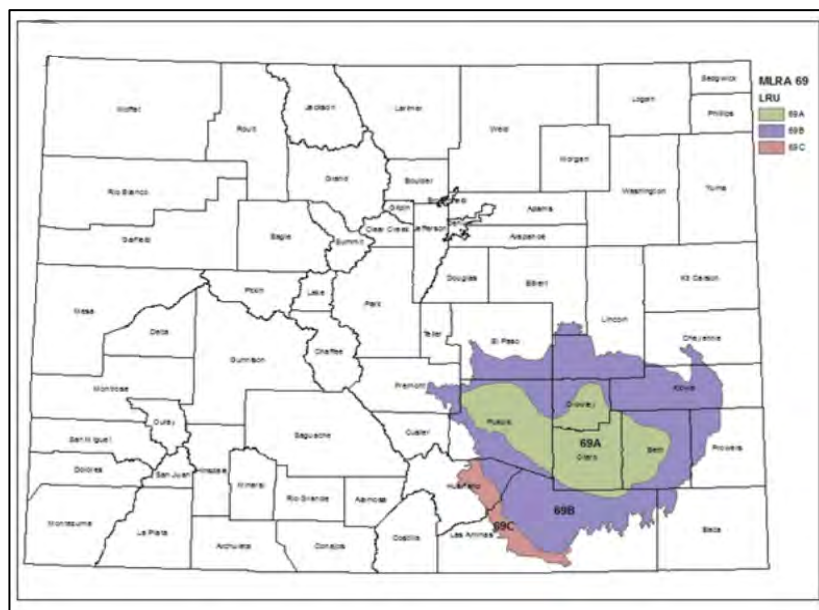 MLRA 69
LRU
69A
69B
69C
Sedgwick
Logan
Phillips
Moffat
Jackson
Larimer
Routt
Weld
Morgan
Washington
Yuma
Grand
Boulder
Rio Blanco
Gilpin
Adams
Clear Creek
Jefferson
Arapahoe
Garfield
Eagle
Summit
Douglas
Elbert
Kit Carson
Pitkin
Lake
Park
Mesa
Lincoln
Delta
Teller
El Paso
Cheyenne
Chaffee
Gunnison
Fremont
Montrose
Kiowa
Crowley
Ouray
Pueblo
Custer
Saguache
69A
San Miguel
Otero
Bent
Prowers
Dolores
San Juan
Hinsdale
Mineral
Huerfano
Rio Grande
Alamosa
69B
Montezuma
La Plata
Archuleta
Conejos
Costilla
69C
Las Animas
Baca